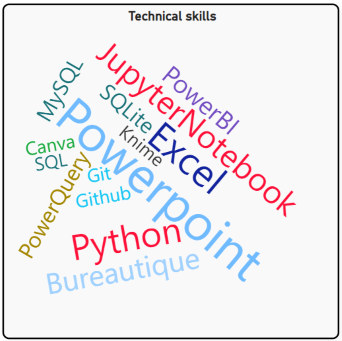 Technical skills
MySQL
JupyterNotebook
PowerBI
SQLite
Powerpoint
Knime
Excel
Canva
SQL
PowerQuery
Git
Github
Python
Bureautique